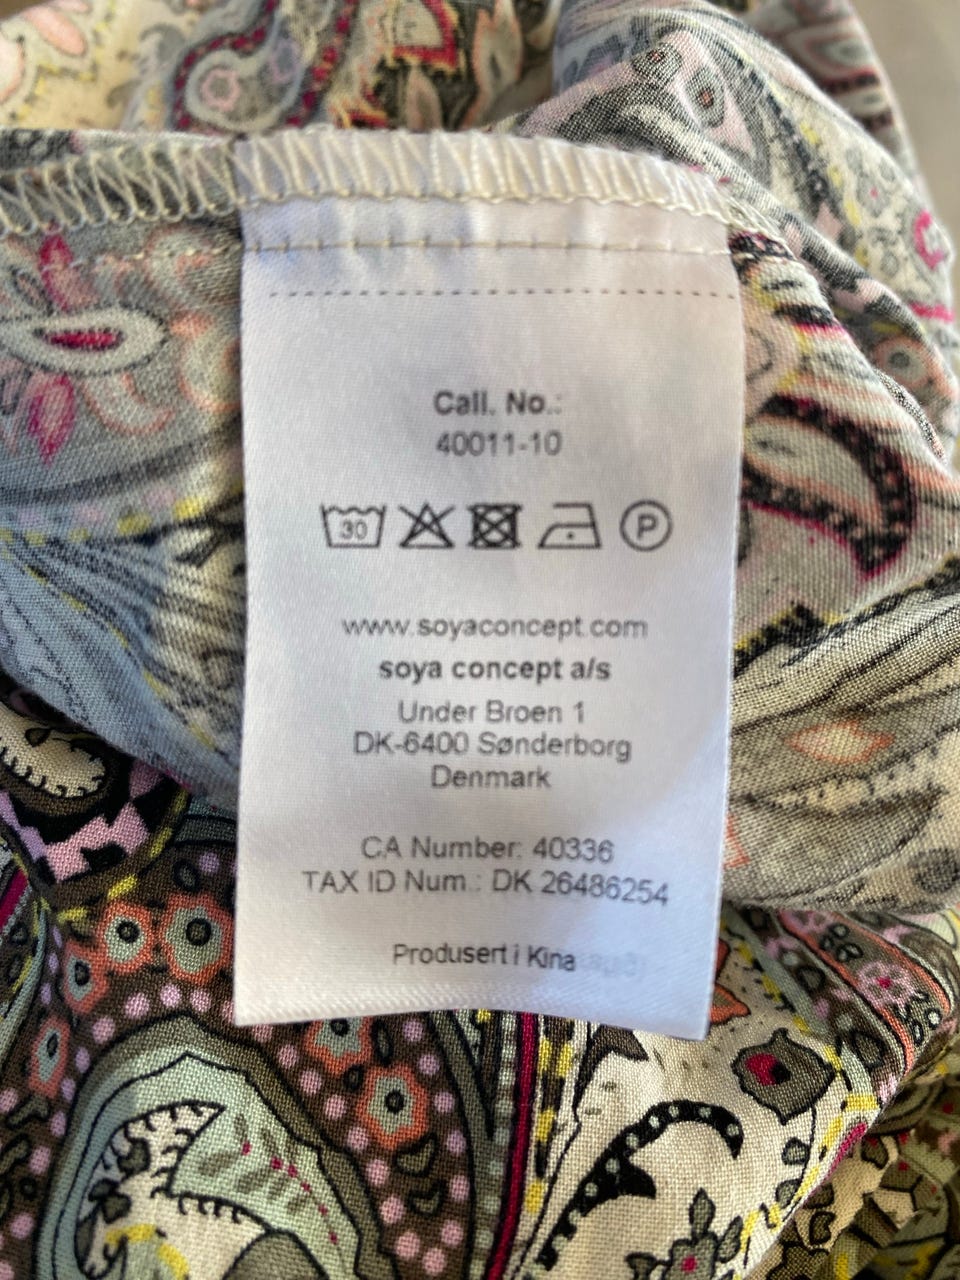 Call. No.:
40011-10
30 P
www.soyaconcept.com
soya concept a/s
Under Broen 1
DK-6400 Sønderborg
Denmark
CA Number: 40336
TAX ID Num.: DK 26486254
Produsert i Kina